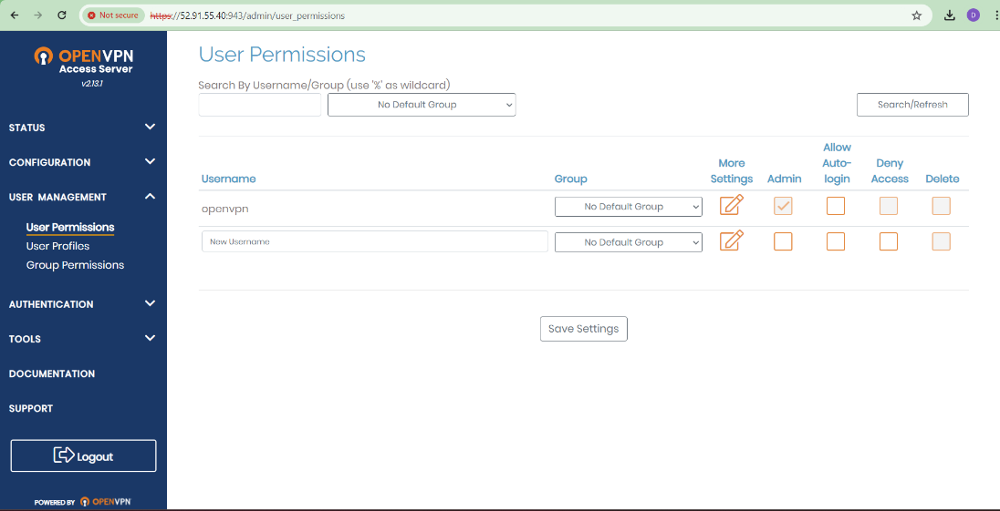 Not secure https://52.91.55.40:943/admin/user_permissions D
OPENVPN
Access Server
v2.13.1
STATUS
CONFIGURATION
USER MANAGEMENT
User Permissions
User Profiles
Group Permissions
AUTHENTICATION
TOOLS
DOCUMENTATION
SUPPORT
Logout
POWERED BY OPENVPN
User Permissions
Search By Username/Group (use '%' as wildcard)
No Default Group Search/Refresh
Username Group More Settings Admin Allow Auto-login Deny Access Delete
openvpn No Default Group
New Username No Default Group
Save Settings